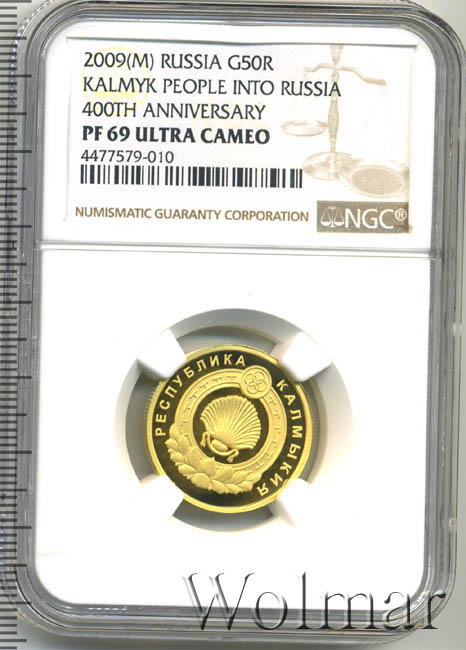 2009(M) RUSSIA G50R
KALMYK PEOPLE INTO RUSSIA
400TH ANNIVERSARY
PF 69 ULTRA CAMEO
4477579-010
NUMISMATIC GUARANTY CORPORATION
NGC®
РЕСПУБЛИКА КАЛМЫКИЯ
Wolmar